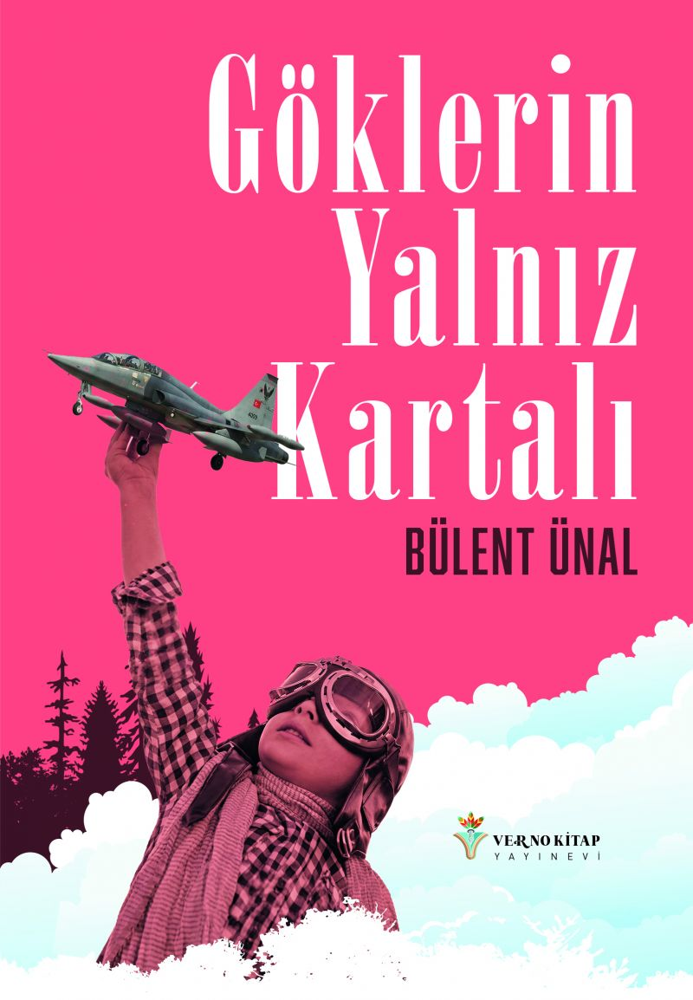 Göklerin
Yalnız
Kartalı
BÜLENT ÜNAL
VERNO KİTAP
YAYINEVİ